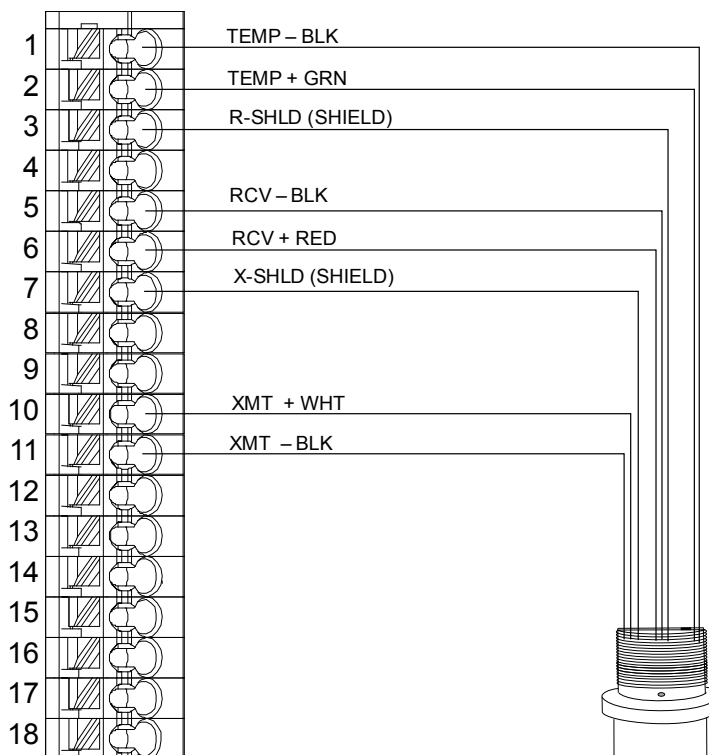 1 TEMP – BLK
2 TEMP + GRN
3 R-SHLD (SHIELD)
4
5 RCV – BLK
6 RCV + RED
7 X-SHLD (SHIELD)
8
9
10 XMT + WHT
11 XMT – BLK
12
13
14
15
16
17
18